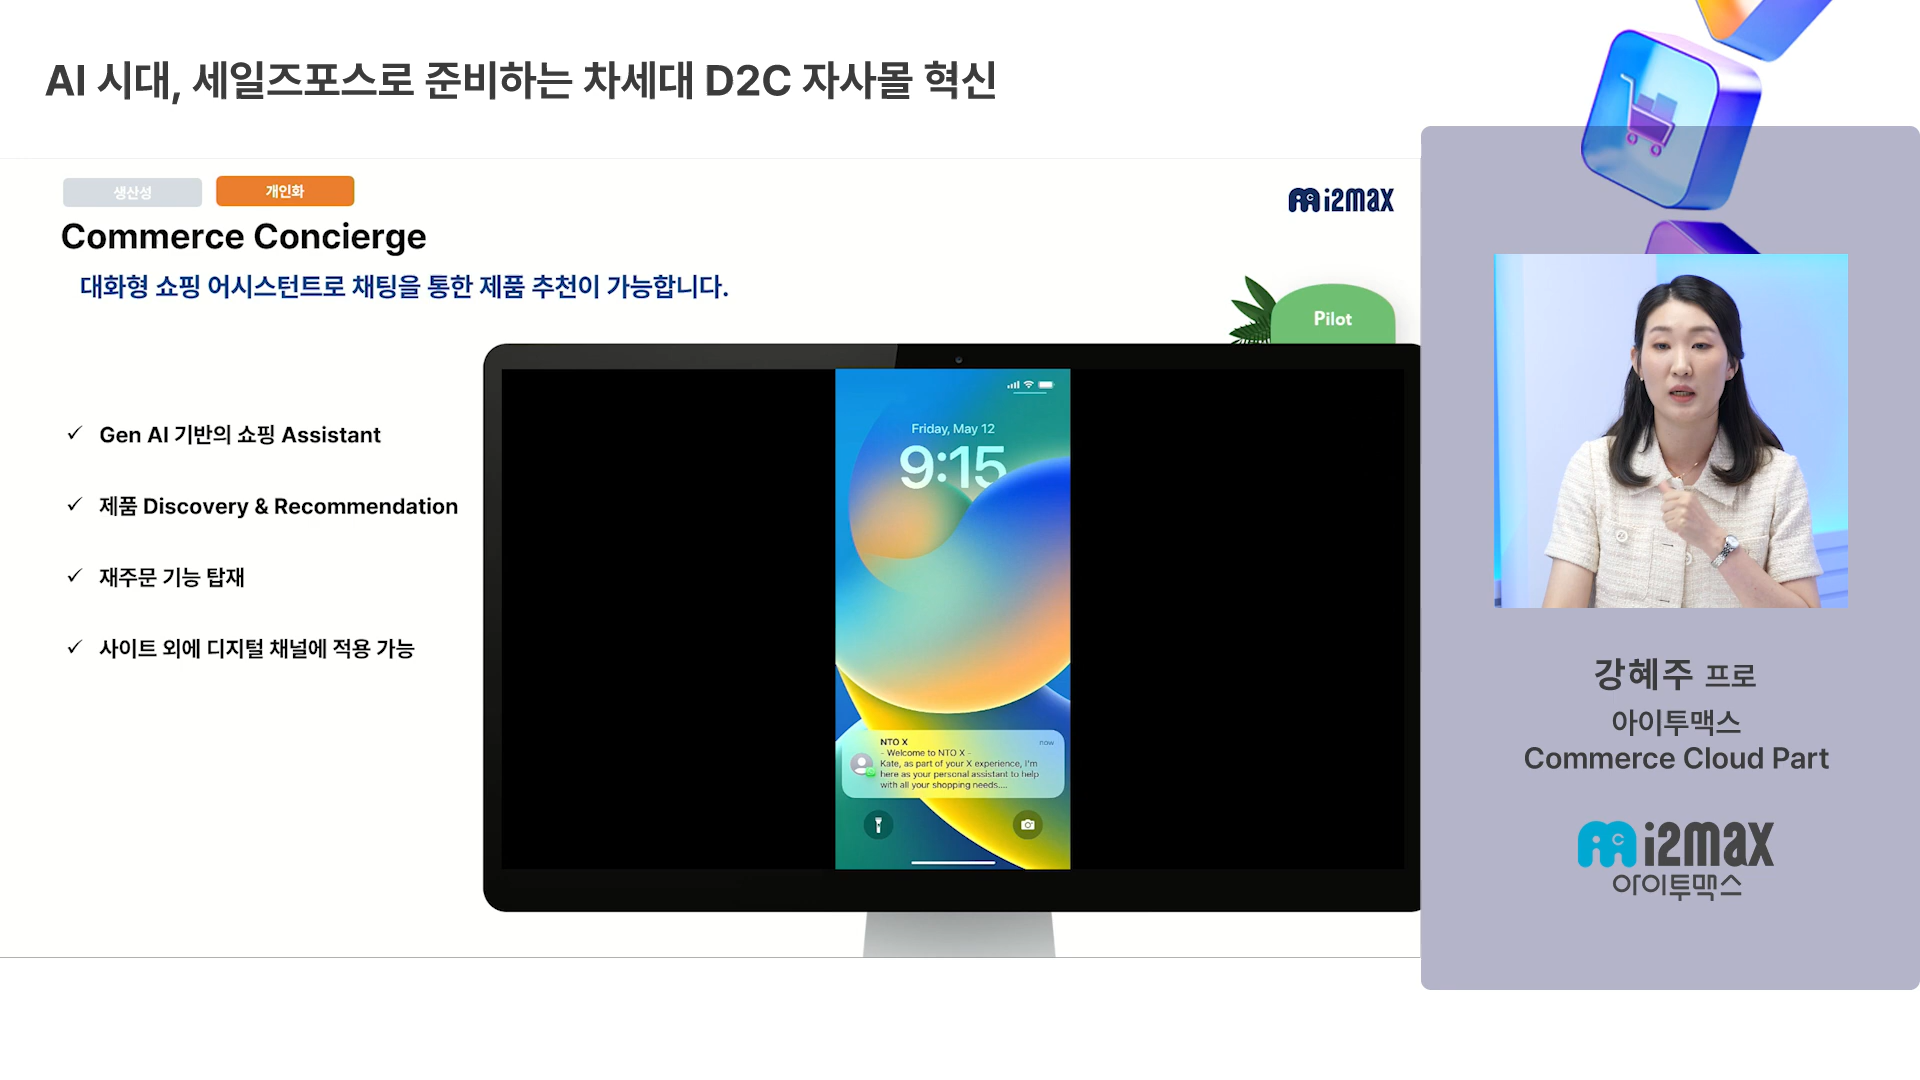 AI 시대, 세일즈포스로 준비하는 차세대 D2C 자사몰 혁신
생산성
개인화
i2max
Commerce Concierge
대화형 쇼핑 어시스턴트로 채팅을 통한 제품 추천이 가능합니다.
Pilot
✓ Gen AI 기반의 쇼핑 Assistant
✓ 제품 Discovery & Recommendation
✓ 재주문 기능 탑재
✓ 사이트 외에 디지털 채널에 적용 가능
Friday, May 12
9:15
NTO X
now
- Welcome to NTO X -
Kate, as part of your X experience, I'm
here as your personal assistant to help
with all your shopping needs....
강혜주 프로
아이투맥스
Commerce Cloud Part
i2max
아이투맥스